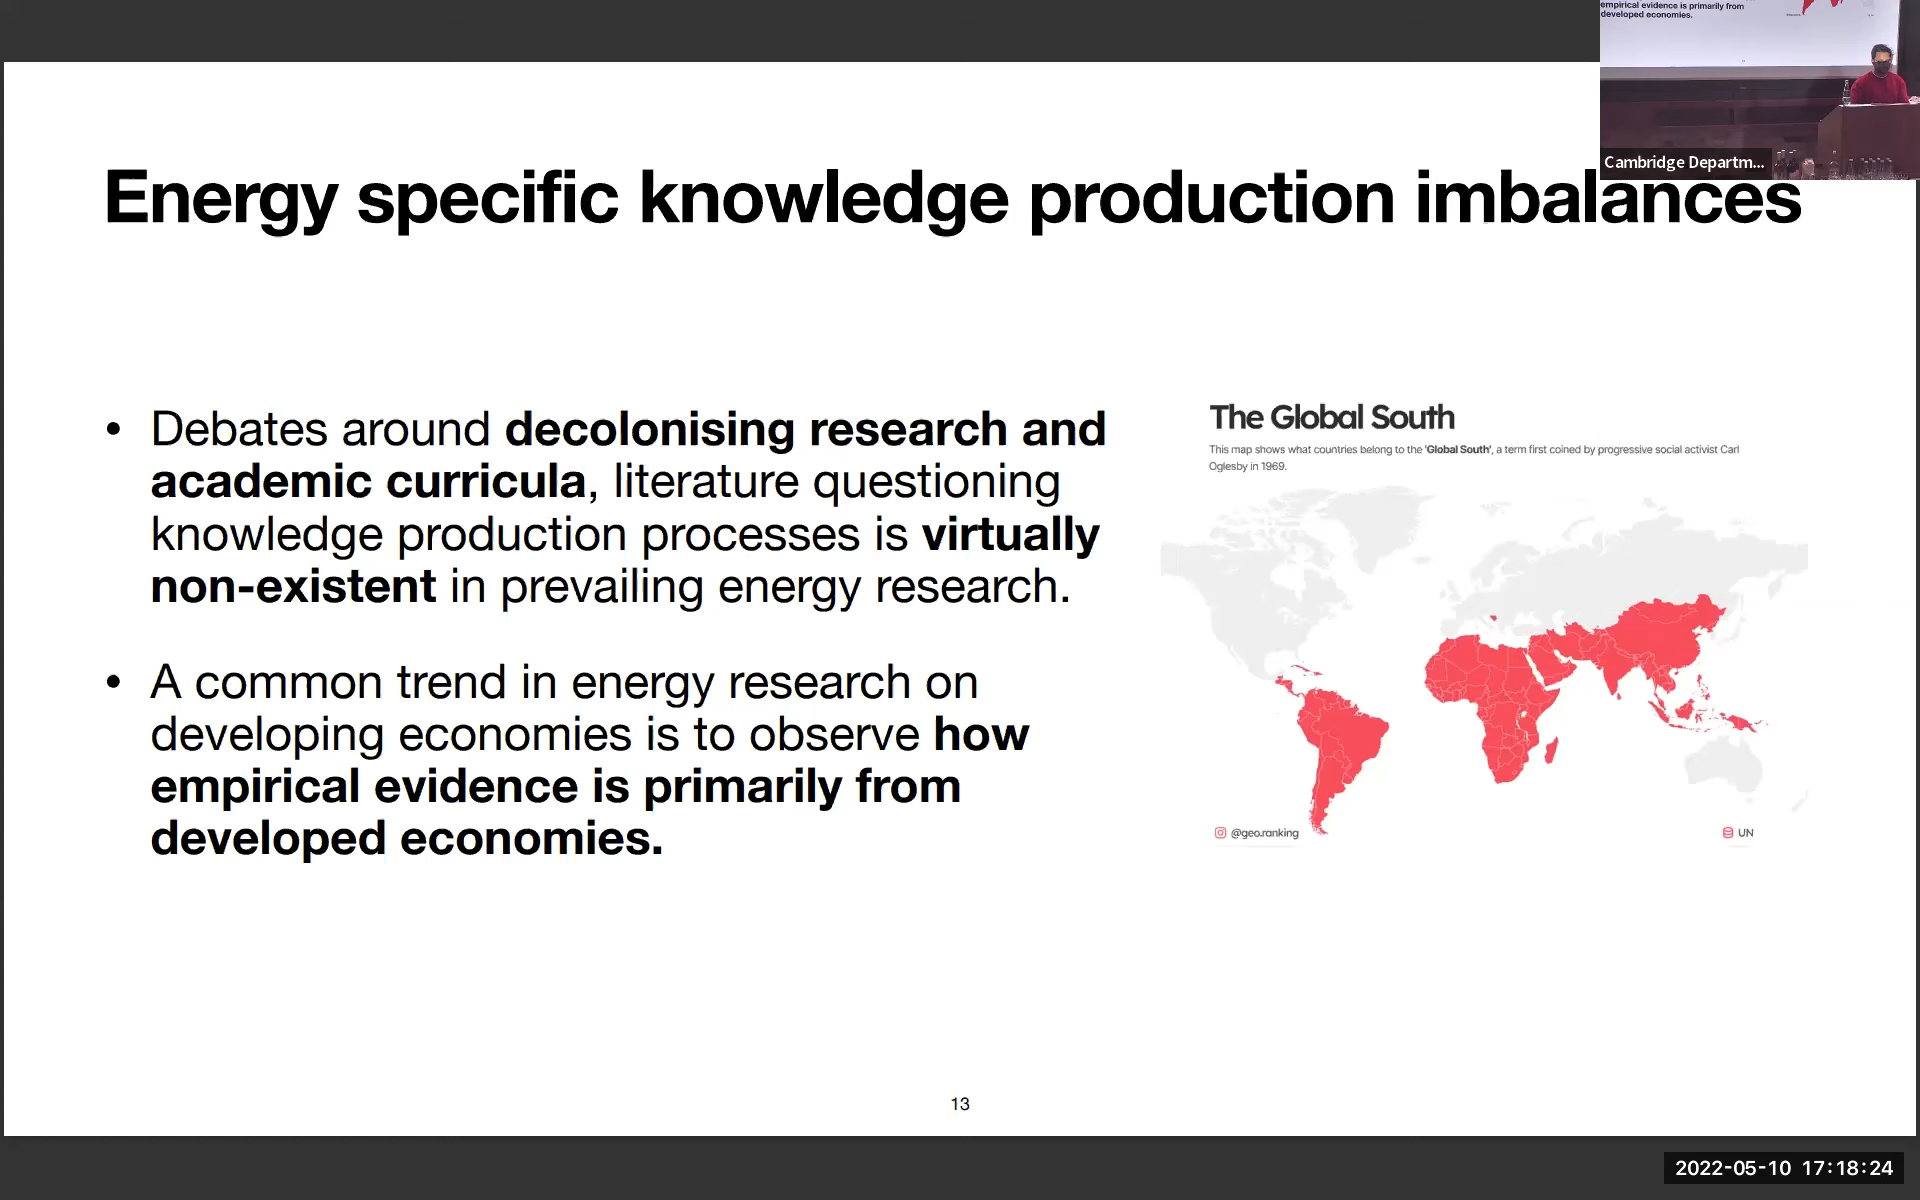 empirical evidence is primarily from
developed economies.
Cambridge Departm...
Energy specific knowledge production imbalances
• Debates around decolonising research and
academic curricula, literature questioning
knowledge production processes is virtually
non-existent in prevailing energy research.
• A common trend in energy research on
developing economies is to observe how
empirical evidence is primarily from
developed economies.
The Global South
This map shows what countries belong to the 'Global South', a term first coined by progressive social activist Carl
Oglesby in 1969.
@geo.ranking
UN
13
2022-05-10 17:18:24